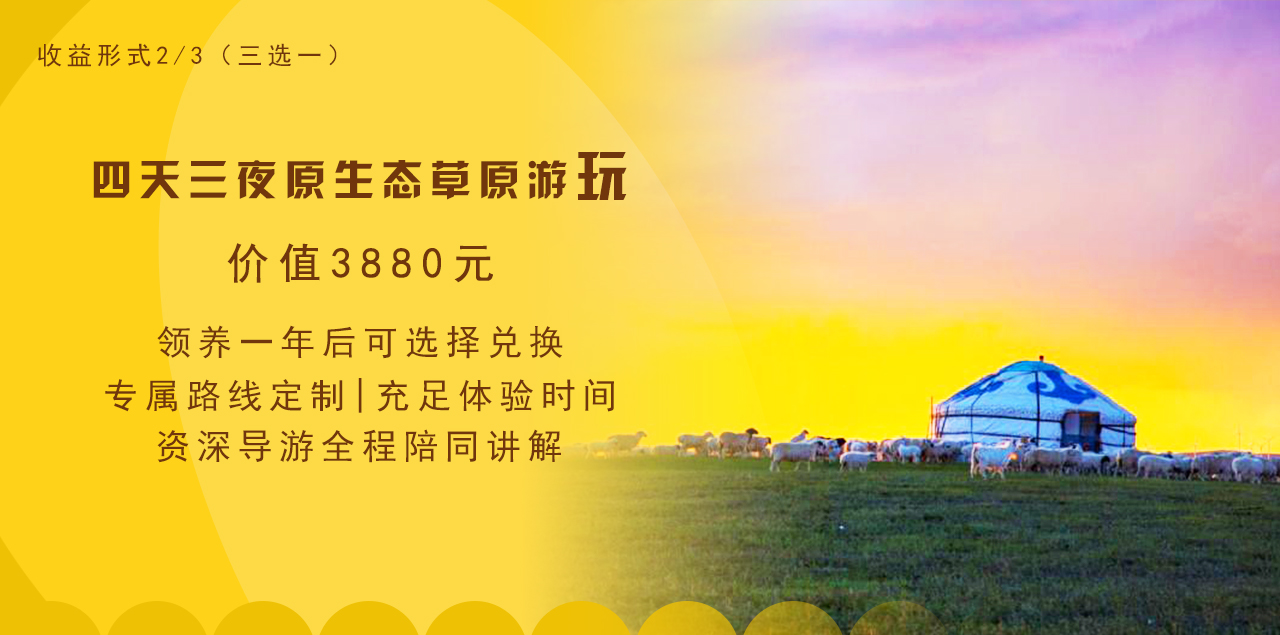 收益形式2/3（三选一）
四天三夜原生态草原游玩
价值3880元
领养一年后可选择兑换
专属路线定制|充足体验时间
资深导游全程陪同讲解